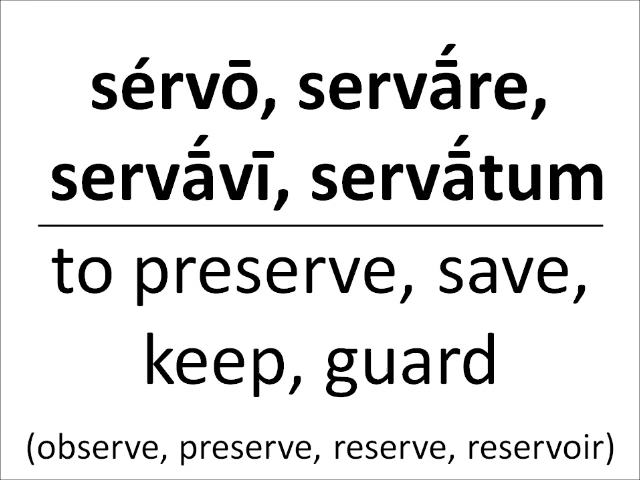 sérvō, servā́re,
servā́vī, servā́tum
to preserve, save,
keep, guard
(observe, preserve, reserve, reservoir)